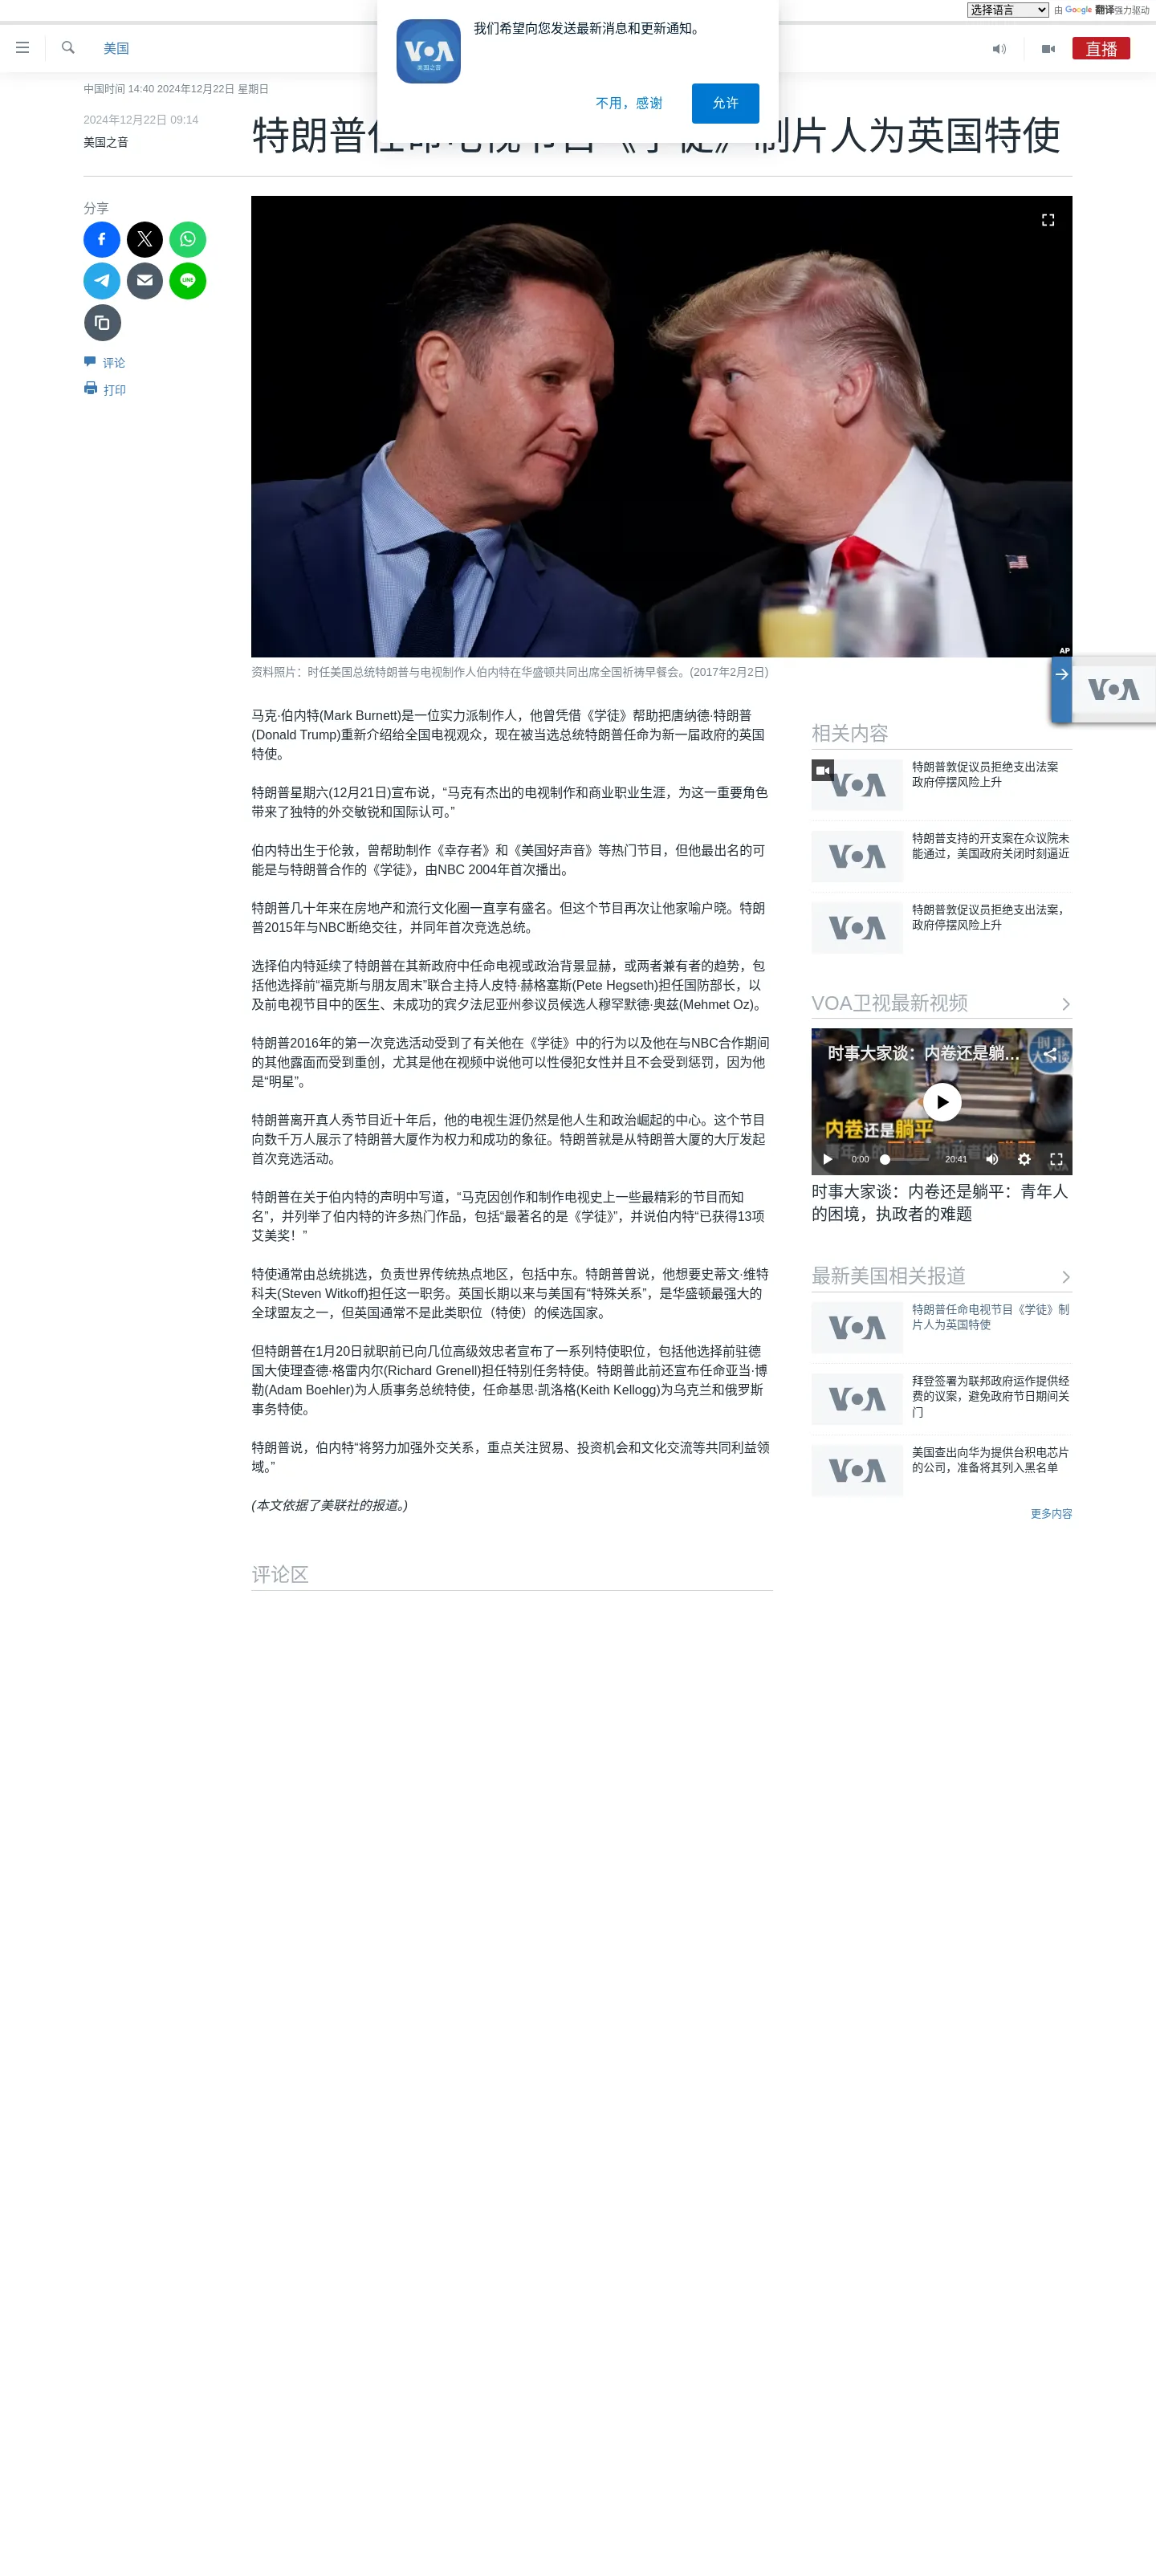 选择语言
由 Google 翻译强力驱动
我们希望向您发送最新消息和更新通知。
VOA
美国之音
不用，感谢
允许
美国
直播
中国时间 14:40 2024年12月22日 星期日
2024年12月22日 09:14
美国之音
特朗普任命电视节目《学徒》制片人为英国特使
分享
LINE
评论
打印
AP
资料照片：时任美国总统特朗普与电视制作人伯内特在华盛顿共同出席全国祈祷早餐会。(2017年2月2日)
VOA
马克·伯内特(Mark Burnett)是一位实力派制作人，他曾凭借《学徒》帮助把唐纳德·特朗普
(Donald Trump)重新介绍给全国电视观众，现在被当选总统特朗普任命为新一届政府的英国
特使。
特朗普星期六(12月21日)宣布说，“马克有杰出的电视制作和商业职业生涯，为这一重要角色
带来了独特的外交敏锐和国际认可。”
伯内特出生于伦敦，曾帮助制作《幸存者》和《美国好声音》等热门节目，但他最出名的可
能是与特朗普合作的《学徒》，由NBC 2004年首次播出。
特朗普几十年来在房地产和流行文化圈一直享有盛名。但这个节目再次让他家喻户晓。特朗
普2015年与NBC断绝交往，并同年首次竞选总统。
选择伯内特延续了特朗普在其新政府中任命电视或政治背景显赫，或两者兼有者的趋势，包
括他选择前“福克斯与朋友周末”联合主持人皮特·赫格塞斯(Pete Hegseth)担任国防部长，以
及前电视节目中的医生、未成功的宾夕法尼亚州参议员候选人穆罕默德·奥兹(Mehmet Oz)。
特朗普2016年的第一次竞选活动受到了有关他在《学徒》中的行为以及他在与NBC合作期间
的其他露面而受到重创，尤其是他在视频中说他可以性侵犯女性并且不会受到惩罚，因为他
是“明星”。
特朗普离开真人秀节目近十年后，他的电视生涯仍然是他人生和政治崛起的中心。这个节目
向数千万人展示了特朗普大厦作为权力和成功的象征。特朗普就是从特朗普大厦的大厅发起
首次竞选活动。
特朗普在关于伯内特的声明中写道，“马克因创作和制作电视史上一些最精彩的节目而知
名”，并列举了伯内特的许多热门作品，包括“最著名的是《学徒》”，并说伯内特“已获得13项
艾美奖！”
特使通常由总统挑选，负责世界传统热点地区，包括中东。特朗普曾说，他想要史蒂文·维特
科夫(Steven Witkoff)担任这一职务。英国长期以来与美国有“特殊关系”，是华盛顿最强大的
全球盟友之一，但英国通常不是此类职位（特使）的候选国家。
但特朗普在1月20日就职前已向几位高级效忠者宣布了一系列特使职位，包括他选择前驻德
国大使理查德·格雷内尔(Richard Grenell)担任特别任务特使。特朗普此前还宣布任命亚当·博
勒(Adam Boehler)为人质事务总统特使，任命基思·凯洛格(Keith Kellogg)为乌克兰和俄罗斯
事务特使。
特朗普说，伯内特“将努力加强外交关系，重点关注贸易、投资机会和文化交流等共同利益领
域。”
(本文依据了美联社的报道。)
评论区
相关内容
VOA
特朗普敦促议员拒绝支出法案
政府停摆风险上升
VOA
特朗普支持的开支案在众议院未
能通过，美国政府关闭时刻逼近
VOA
特朗普敦促议员拒绝支出法案，
政府停摆风险上升
VOA卫视最新视频
时事大家谈：内卷还是躺...
时事
大家谈
内卷还是躺平
年人的困境，执政者的难题
0:00
20:41
VOA
时事大家谈：内卷还是躺平：青年人
的困境，执政者的难题
最新美国相关报道
VOA
特朗普任命电视节目《学徒》制
片人为英国特使
VOA
拜登签署为联邦政府运作提供经
费的议案，避免政府节日期间关
门
VOA
美国查出向华为提供台积电芯片
的公司，准备将其列入黑名单
更多内容